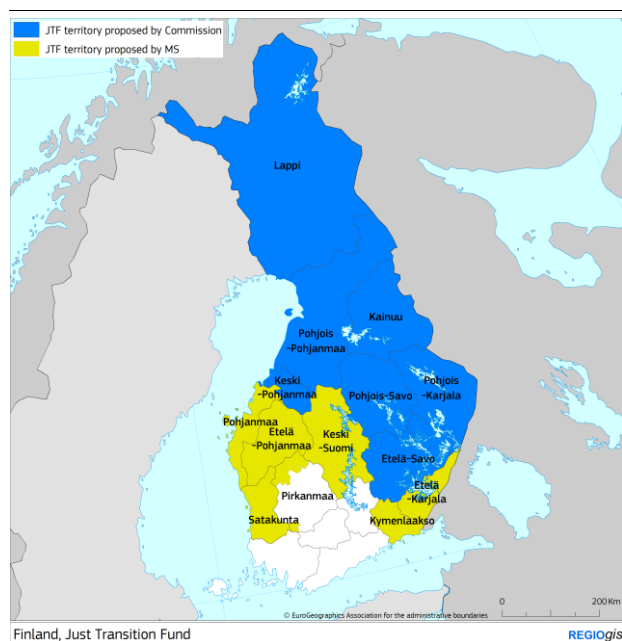 JTF territory proposed by Commission
JTF territory proposed by MS
Lappi
Kainuu
Pohjois
-Pohjanmaa
Keski
-Pohjanmaa
Pohjois-Savo
Pohjois
-Karjala
Pohjanmaa
Etelä
-Pohjanmaa
Keski
-Suomi
Etelä-Savo
Etelä
-Karjala
Pirkanmaa
Satakunta
Kymenlaakso
0
200 Km
© EuroGeographics Association for the administrative boundaries
Finland, Just Transition Fund
REGIOgis